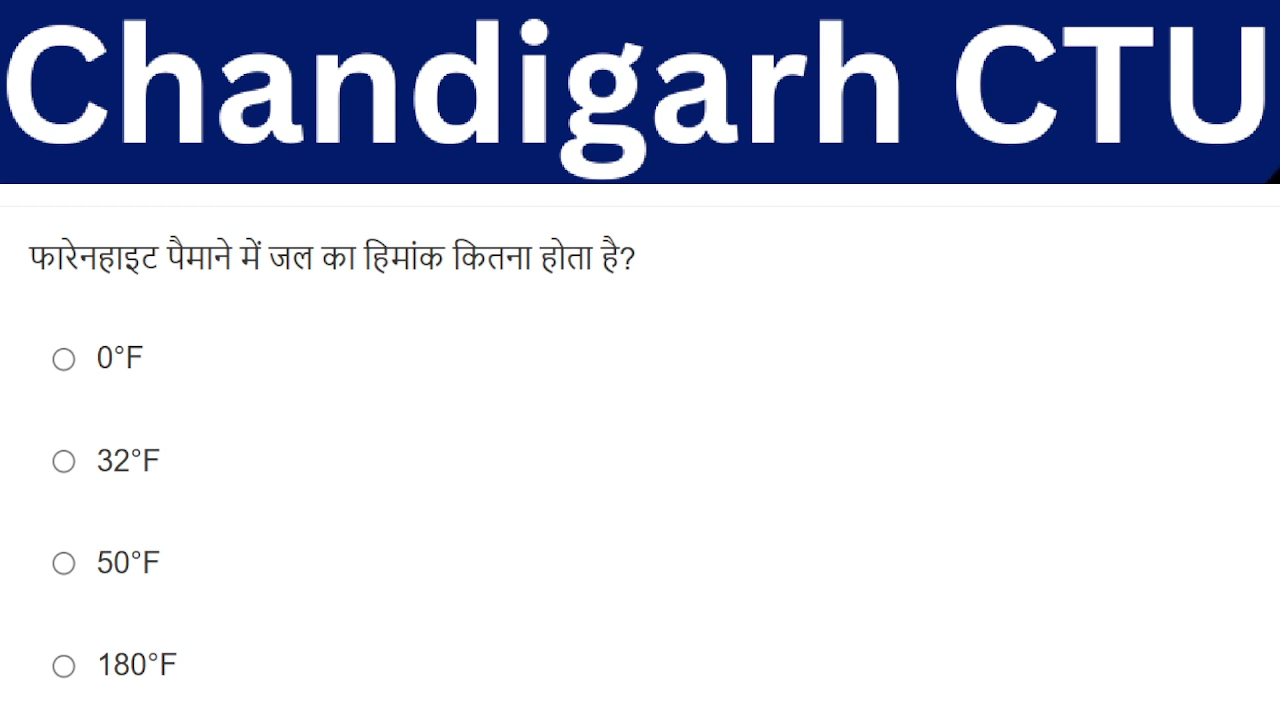 Chandigarh CTU
फारेनहाइट पैमाने में जल का हिमांक कितना होता है?
0°F
32°F
50°F
180°F